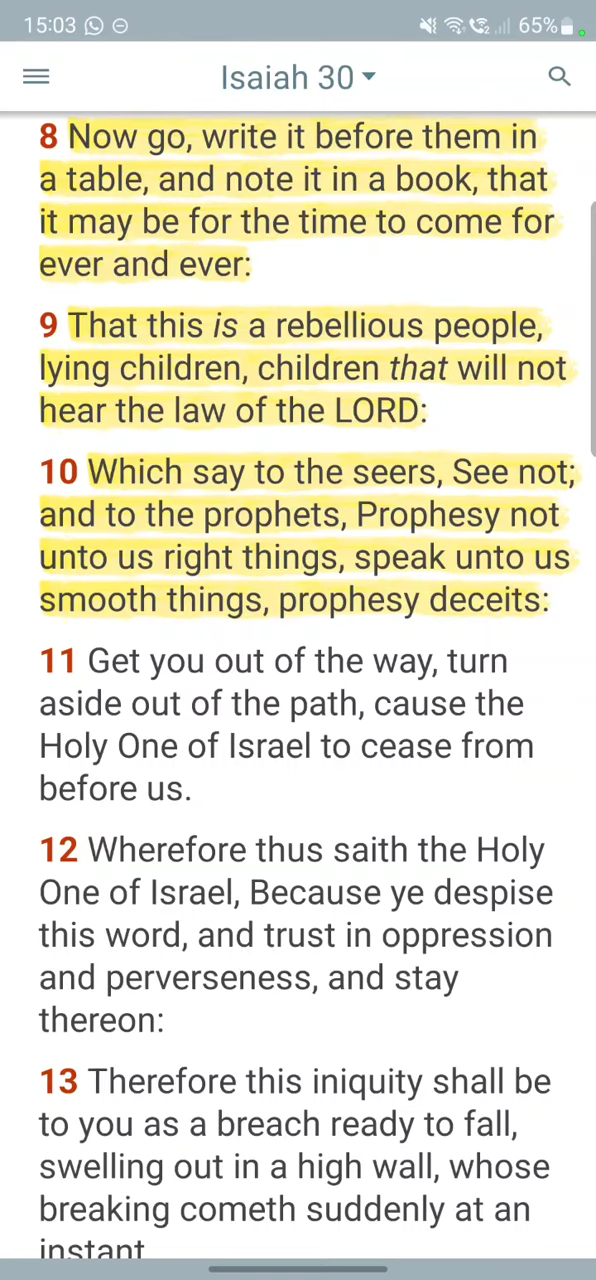 15:03 65%
Isaiah 30
8 Now go, write it before them in
a table, and note it in a book, that
it may be for the time to come for
ever and ever:
9 That this is a rebellious people,
lying children, children that will not
hear the law of the LORD:
10 Which say to the seers, See not;
and to the prophets, Prophesy not
unto us right things, speak unto us
smooth things, prophesy deceits:
11 Get you out of the way, turn
aside out of the path, cause the
Holy One of Israel to cease from
before us.
12 Wherefore thus saith the Holy
One of Israel, Because ye despise
this word, and trust in oppression
and perverseness, and stay
thereon:
13 Therefore this iniquity shall be
to you as a breach ready to fall,
swelling out in a high wall, whose
breaking cometh suddenly at an
instant